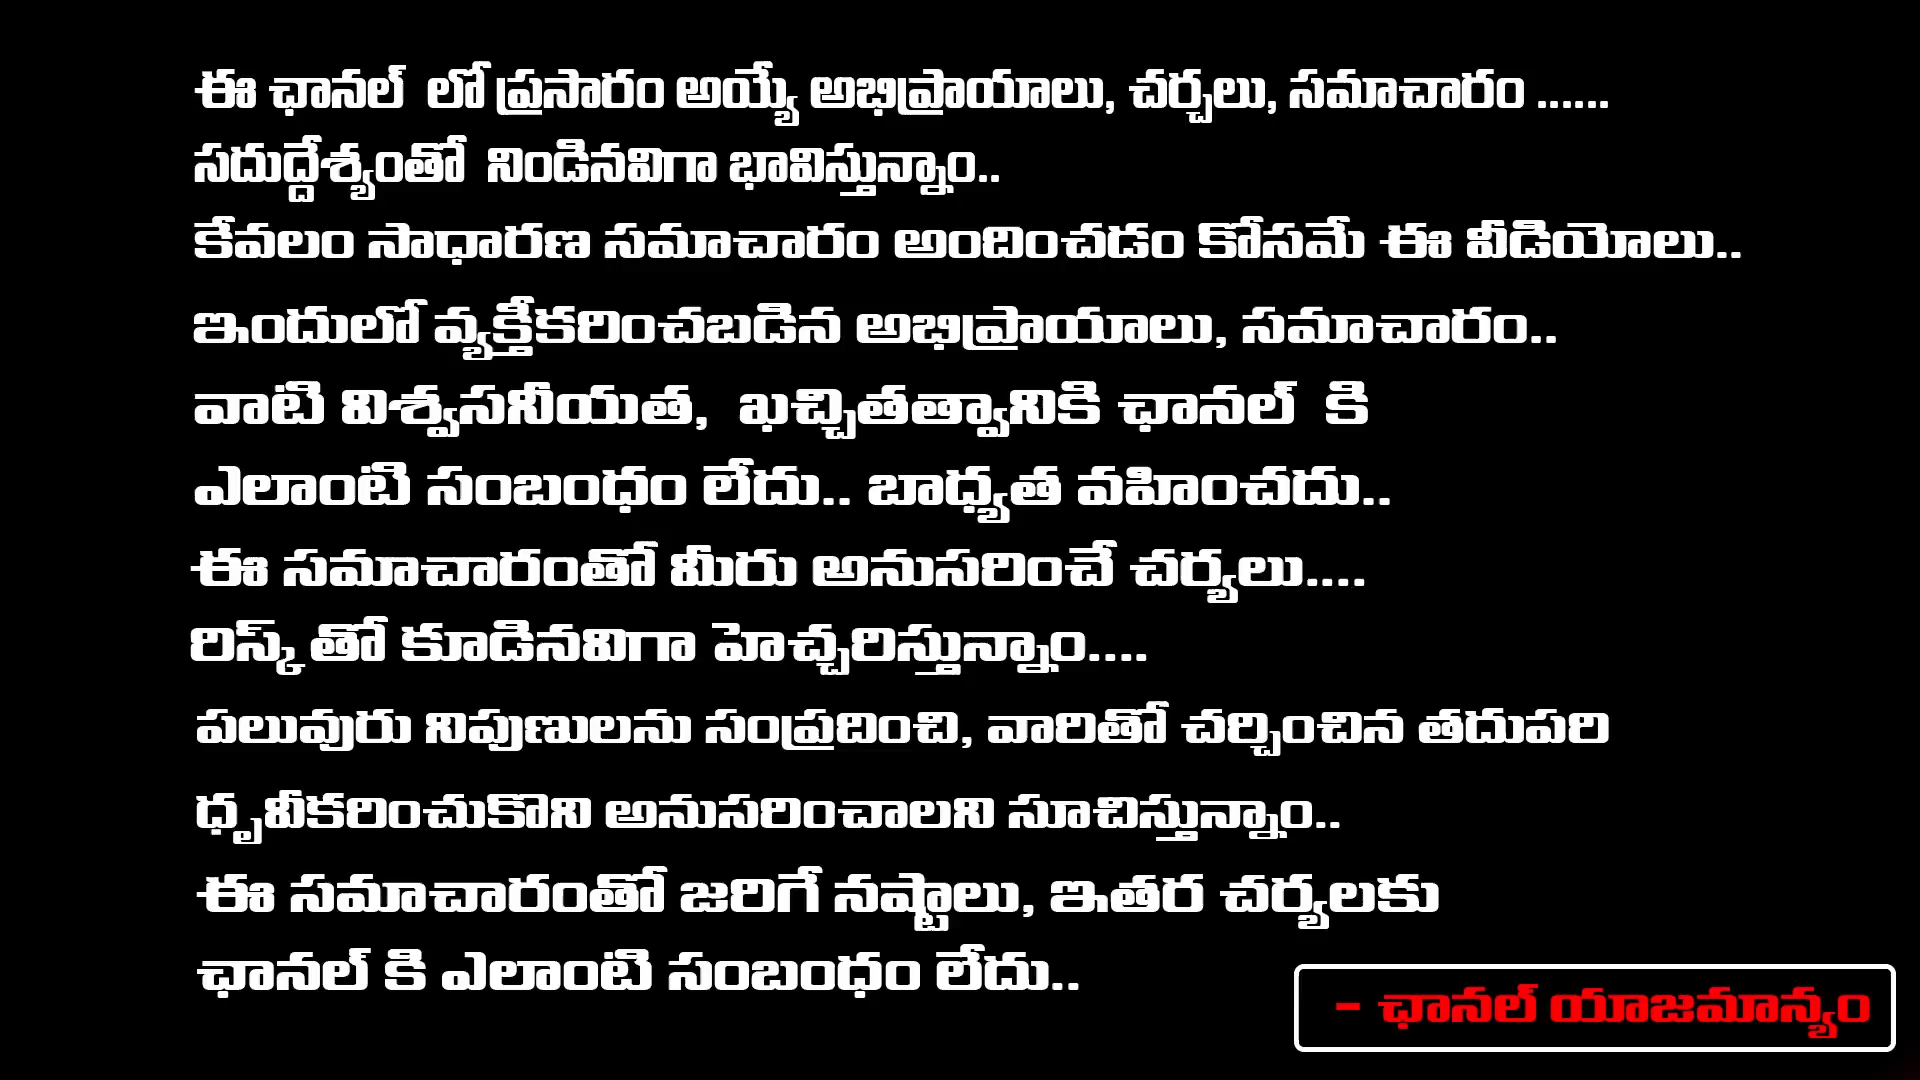 ఈ ఛానల్ లో ప్రసారం అయ్యే అభిప్రాయాలు, చర్చలు, సమాచారం ......
సదుద్దేశ్యంతో నిండినవిగా భావిస్తున్నాం..
కేవలం సాధారణ సమాచారం అందించడం కోసమే ఈ వీడియోలు..
ఇందులో వ్యక్తీకరించబడిన అభిప్రాయాలు, సమాచారం..
వాటి విశ్వసనీయత, ఖచ్చితత్వానికి ఛానల్ కి
ఎలాంటి సంబంధం లేదు.. బాధ్యత వహించదు..
ఈ సమాచారంతో మీరు అనుసరించే చర్యలు....
రిస్క్ తో కూడినవిగా హెచ్చరిస్తున్నాం....
పలువురు నిపుణులను సంప్రదించి, వారితో చర్చించిన తదుపరి
ధృవీకరించుకొని అనుసరించాలని సూచిస్తున్నాం..
ఈ సమాచారంతో జరిగే నష్టాలు, ఇతర చర్యలకు
ఛానల్ కి ఎలాంటి సంబంధం లేదు..
- ఛానల్ యాజమాన్యం